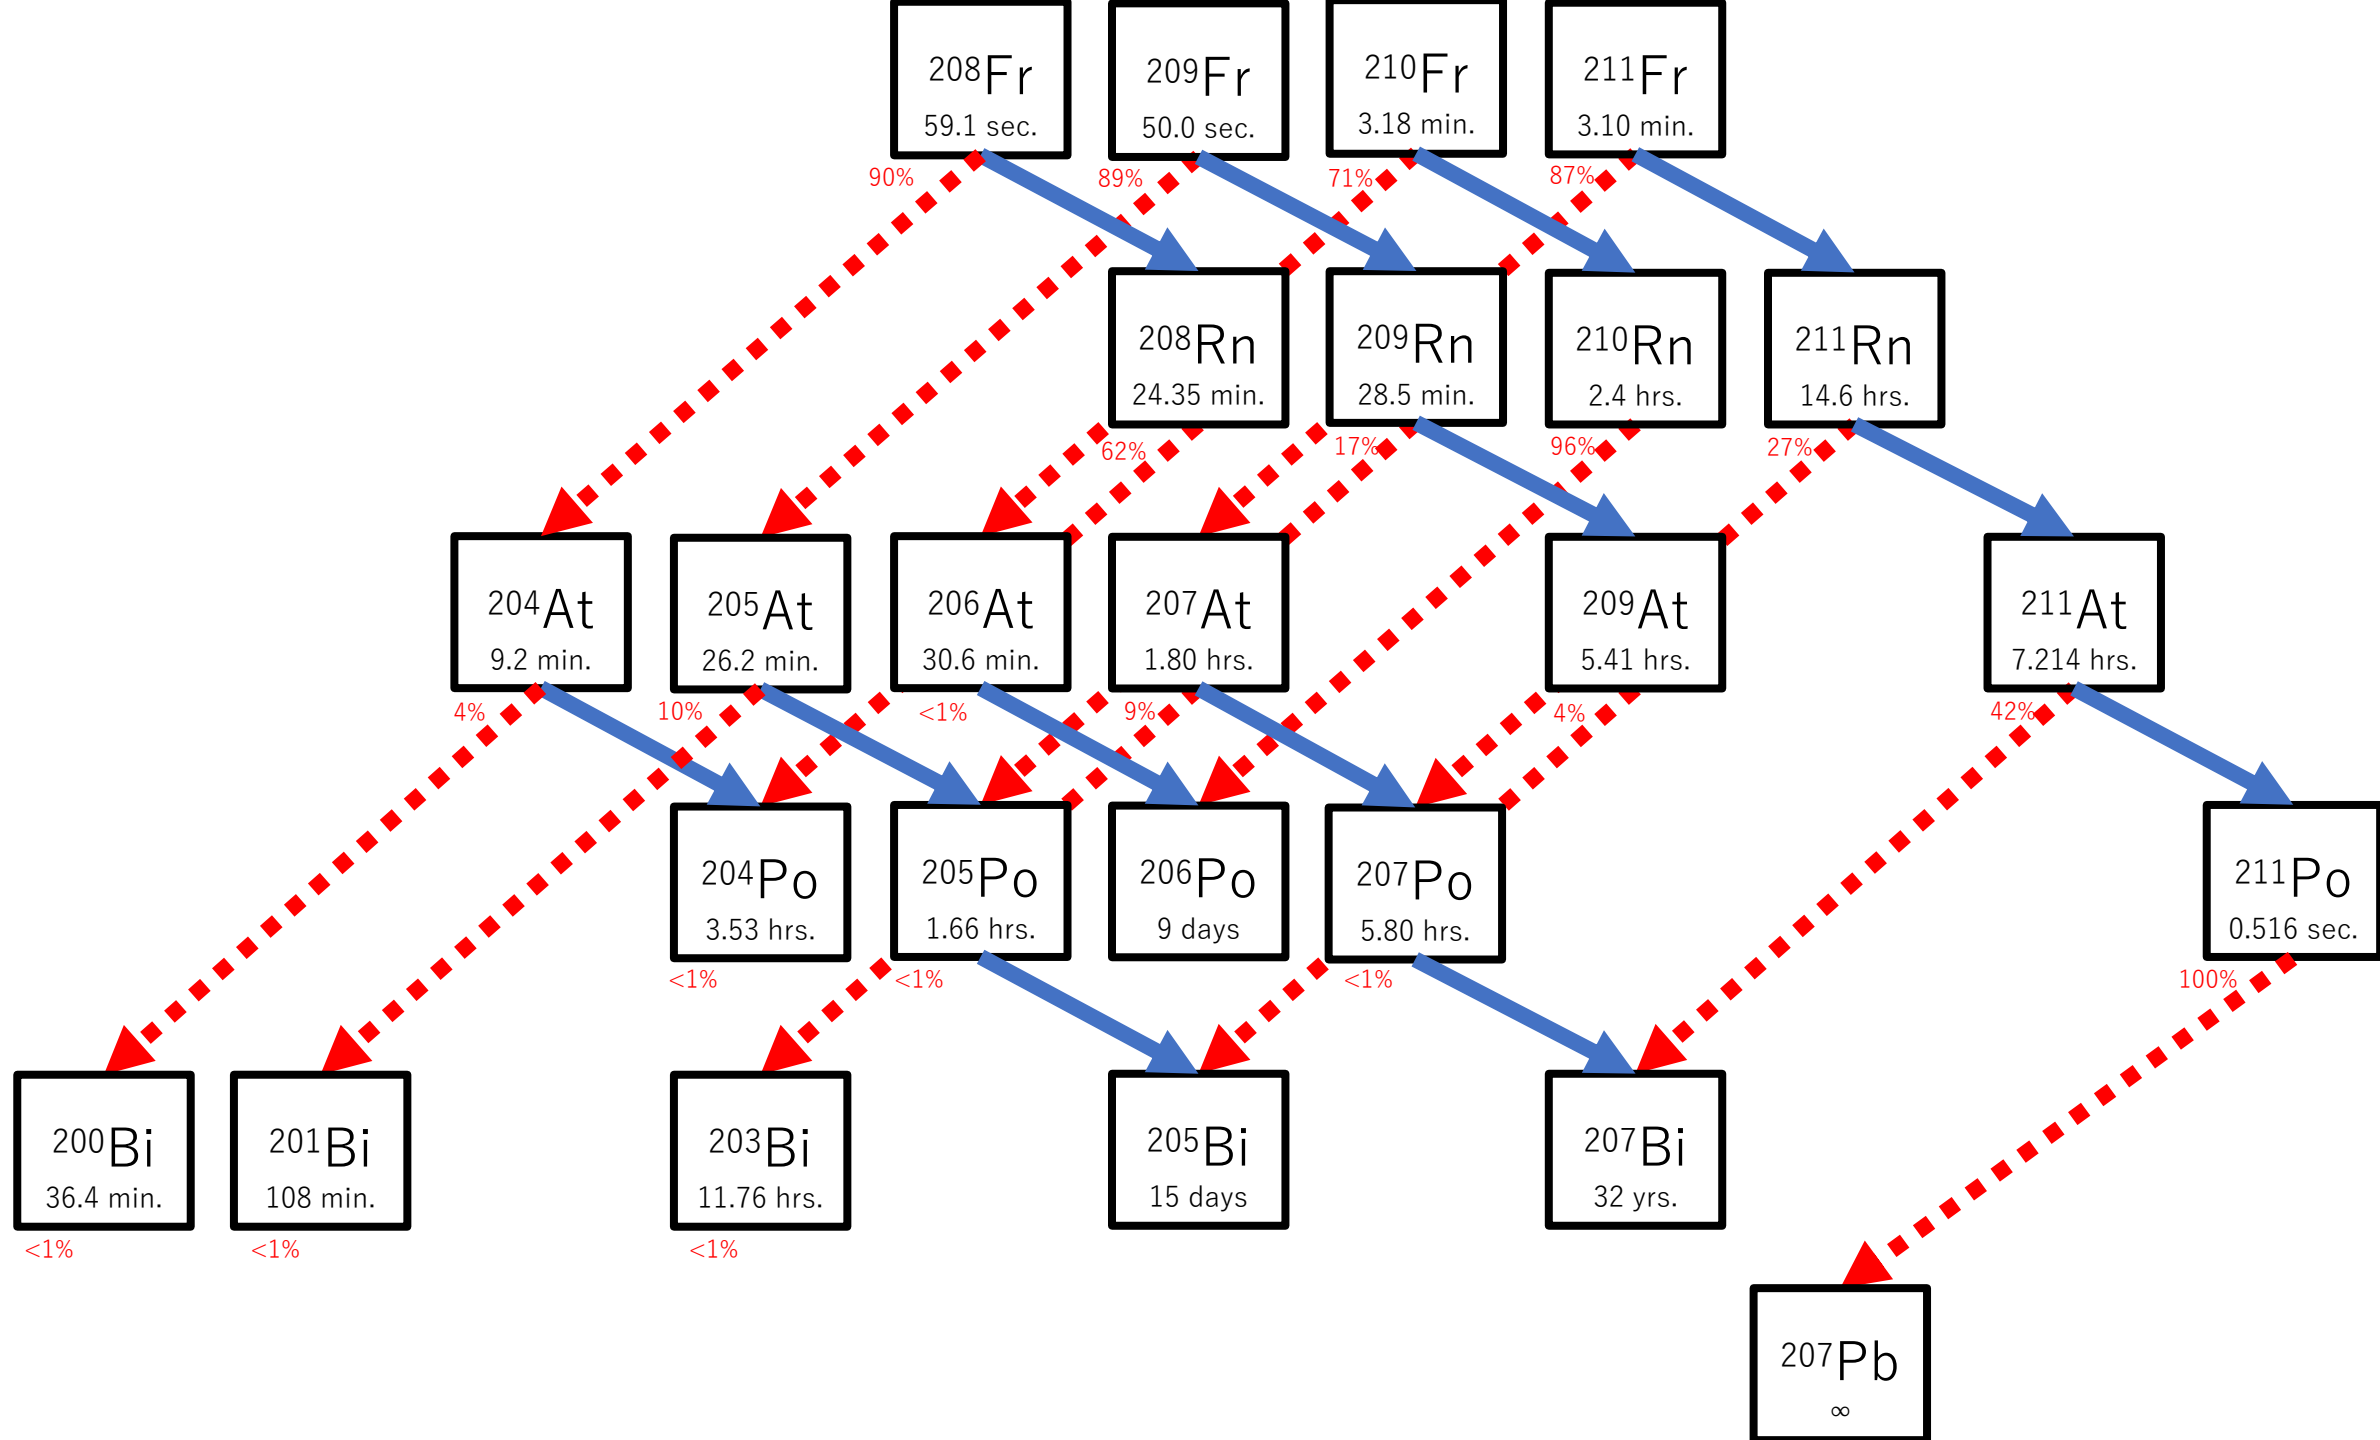 ²⁰⁸Fr
59.1 sec.
²⁰⁹Fr
50.0 sec.
²¹⁰Fr
3.18 min.
²¹¹Fr
3.10 min.
90%
89%
71%
87%
²⁰⁸Rn
24.35 min.
²⁰⁹Rn
28.5 min.
²¹⁰Rn
2.4 hrs.
²¹¹Rn
14.6 hrs.
62%
17%
96%
27%
²⁰⁴At
9.2 min.
²⁰⁵At
26.2 min.
²⁰⁶At
30.6 min.
²⁰⁷At
1.80 hrs.
²⁰⁹At
5.41 hrs.
²¹¹At
7.214 hrs.
4%
10%
<1%
9%
4%
42%
²⁰⁴Po
3.53 hrs.
²⁰⁵Po
1.66 hrs.
²⁰⁶Po
9 days
²⁰⁷Po
5.80 hrs.
²¹¹Po
0.516 sec.
<1%
<1%
<1%
100%
²⁰⁰Bi
36.4 min.
²⁰¹Bi
108 min.
²⁰³Bi
11.76 hrs.
²⁰⁵Bi
15 days
²⁰⁷Bi
32 yrs.
<1%
<1%
<1%
²⁰⁷Pb
∞